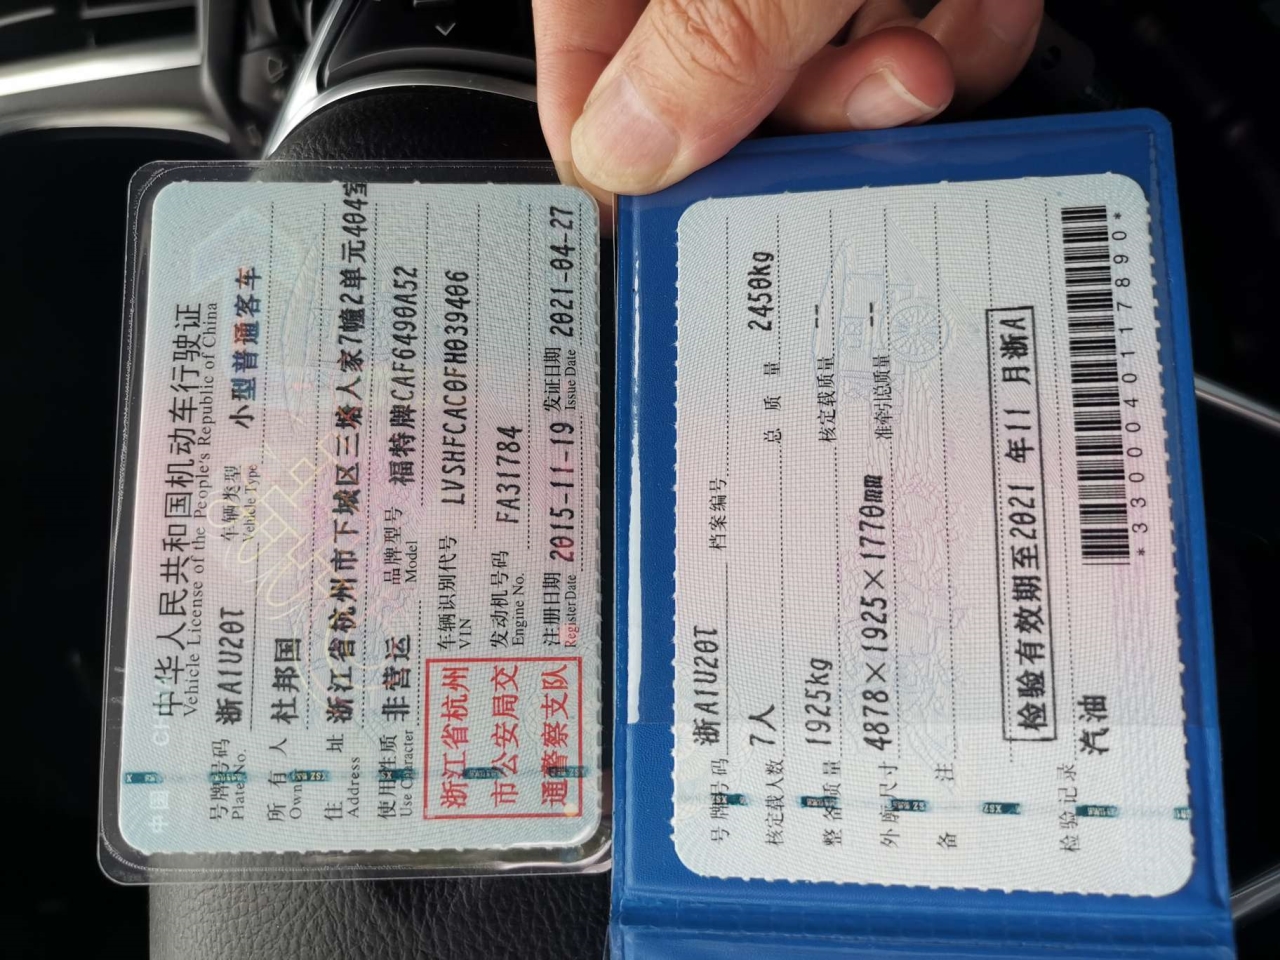 中华人民共和国机动车行驶证
Vehicle License of the People's Republic of China
号牌号码 浙A1U20T 车辆类型 小型普通客车
Plate No. Vehicle Type
所有人 杜邦国
Owner
住址 浙江省杭州市下城区三塘人家7幢2单元404室
Address
使用性质 非营运 品牌型号 福特牌CAF6490A52
Use Character Model
浙江省杭州市公安局交通警察支队
车辆识别代号 LVSHFCAC0FH039406
VIN
发动机号码 FA31784
Engine No.
注册日期 2015-11-19 发证日期 2021-04-27
Register Date Issue Date
号牌号码 浙A1U20T 档案编号
核定载人数 7人 总质量 2450kg
整备质量 1925kg 核定载质量 --
外廓尺寸 4878×1925×1770mm 准牵引总质量 --
备注
检验有效期至2021年11月浙A
检验记录 汽油
*3300040117890*